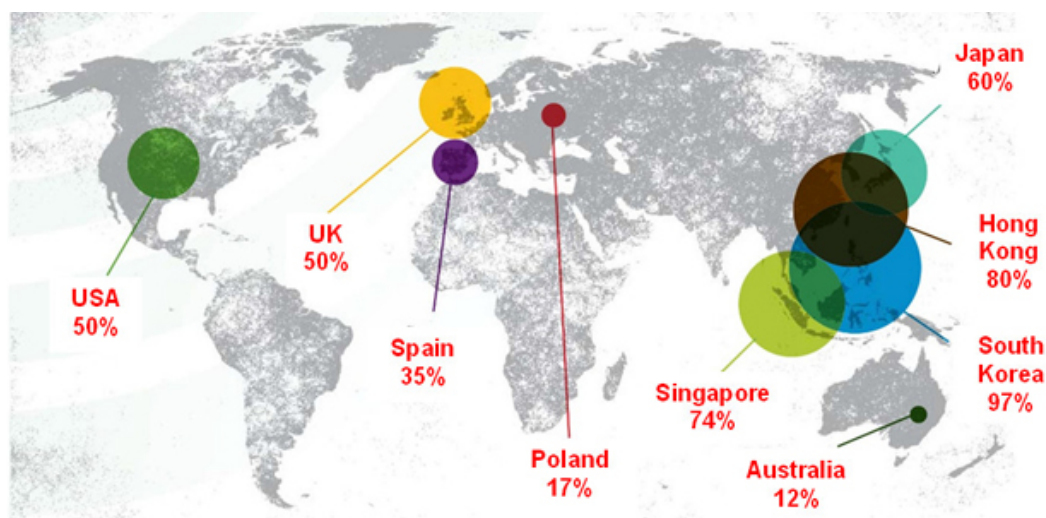 Japan
60%
UK
50%
Hong
Kong
80%
USA
50%
Spain
35%
South
Korea
97%
Singapore
74%
Poland
17%
Australia
12%